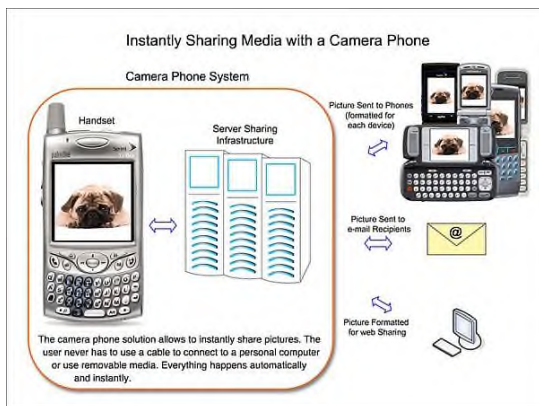 Instantly Sharing Media with a Camera Phone
Camera Phone System
Handset
Server Sharing
Infrastructure
Picture Sent to Phones
(formatted for
each device)
Picture Sent to
e-mail Recipients
@
Picture Formatted
for web Sharing
The camera phone solution allows to instantly share pictures. The
user never has to use a cable to connect to a personal computer
or use removable media. Everything happens automatically
and instantly.